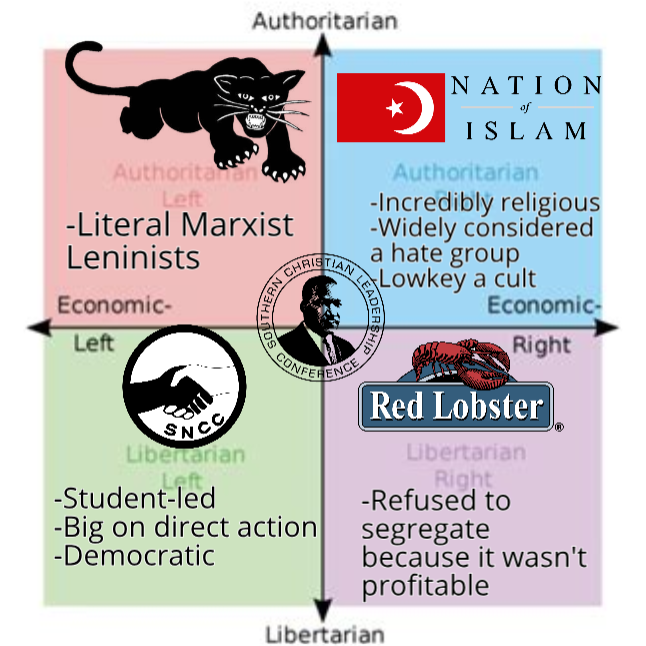 Authoritarian
NATION
of
ISLAM
Authoritarian
Left
Authoritarian
Right
-Literal Marxist
Leninists
-Incredibly religious
-Widely considered
a hate group
-Lowkey a cult
SOUTHERN CHRISTIAN LEADERSHIP
CONFERENCE
Economic-
Left
Economic-
Right
SNCC
Red Lobster®
Libertarian
Left
Libertarian
Right
-Student-led
-Big on direct action
-Democratic
-Refused to
segregate
because it wasn't
profitable
Libertarian